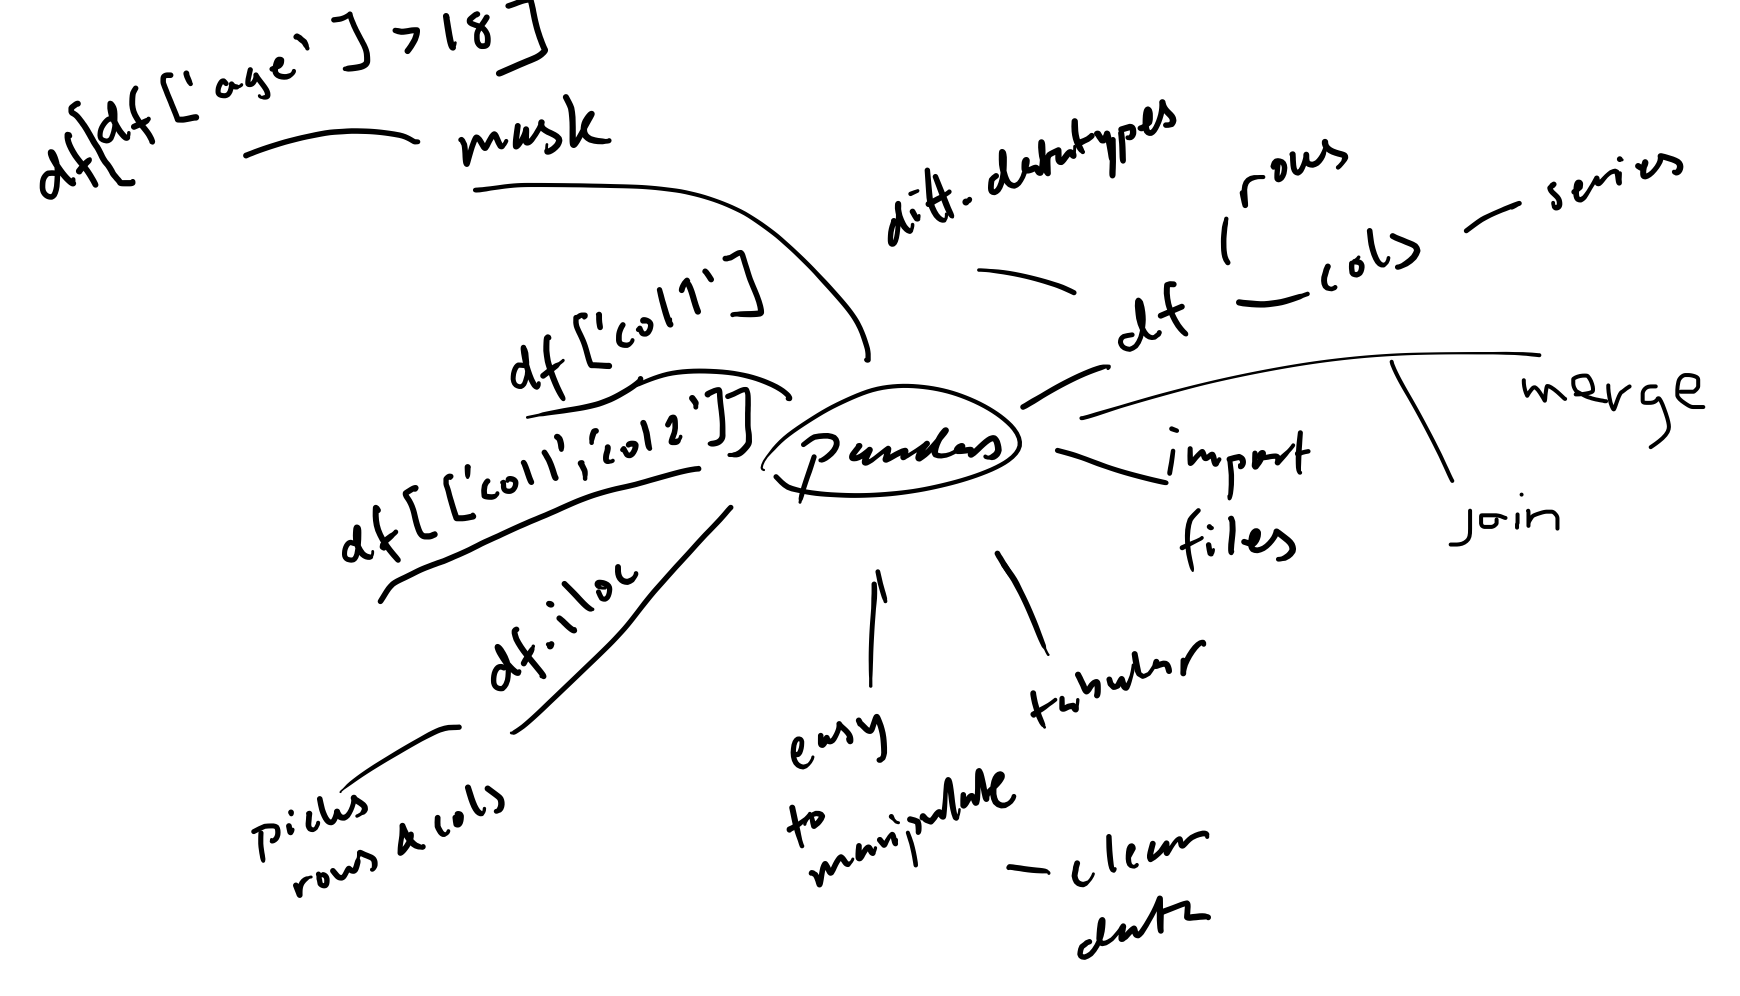 df[df['age']>18]
mask
diff. datatypes
rows
series
cols
df
df['col1']
df[['col1','col2']]
pandas
merge
import
files
join
df.iloc
picks
rows & cols
easy
to
manipulate
tabular
clean
data